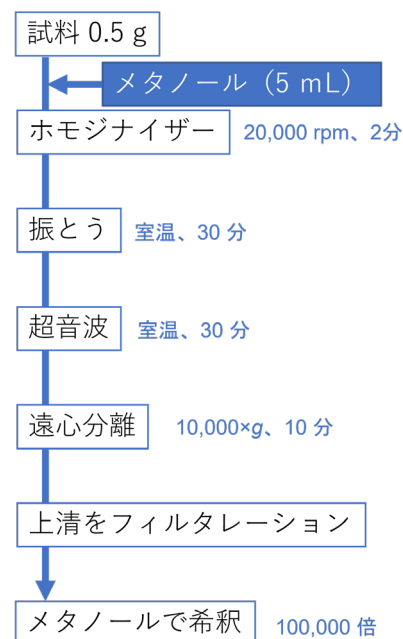 試料 0.5 g
メタノール（5 mL）
ホモジナイザー 20,000 rpm、2分
振とう 室温、30 分
超音波 室温、30 分
遠心分離 10,000×g、10 分
上清をフィルタレーション
メタノールで希釈 100,000 倍